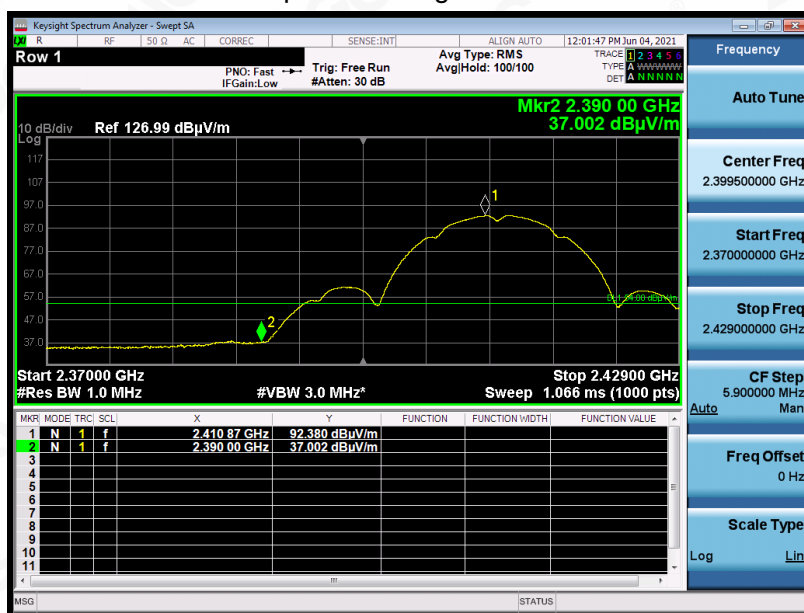 Keysight Spectrum Analyzer - Swept SA
LXI R RF 50 Ω AC CORREC SENSE:INT ALIGN AUTO 12:01:47 PM Jun 04, 2021
Row 1
PNO: Fast
IFGain:Low
Trig: Free Run
#Atten: 30 dB
Avg Type: RMS
Avg|Hold: 100/100
TRACE 1 2 3 4 5 6
TYPE A WWWWW
DET A N N N N N
Mkr2 2.390 00 GHz
37.002 dBµV/m
10 dB/div Ref 126.99 dBµV/m
Log
117
107
97.0
87.0
77.0
67.0
57.0
47.0
37.0
1
2
Start 2.37000 GHz Stop 2.42900 GHz
#Res BW 1.0 MHz #VBW 3.0 MHz* Sweep 1.066 ms (1000 pts)
MKR MODE TRC SCL X Y FUNCTION FUNCTION WIDTH FUNCTION VALUE
1 N 1 f 2.410 87 GHz 92.380 dBµV/m
2 N 1 f 2.390 00 GHz 37.002 dBµV/m
3
4
5
6
7
8
9
10
11
MSG STATUS
Frequency
Auto Tune
Center Freq
2.399500000 GHz
Start Freq
2.370000000 GHz
Stop Freq
2.429000000 GHz
CF Step
5.900000 MHz
Auto Man
Freq Offset
0 Hz
Scale Type
Log Lin